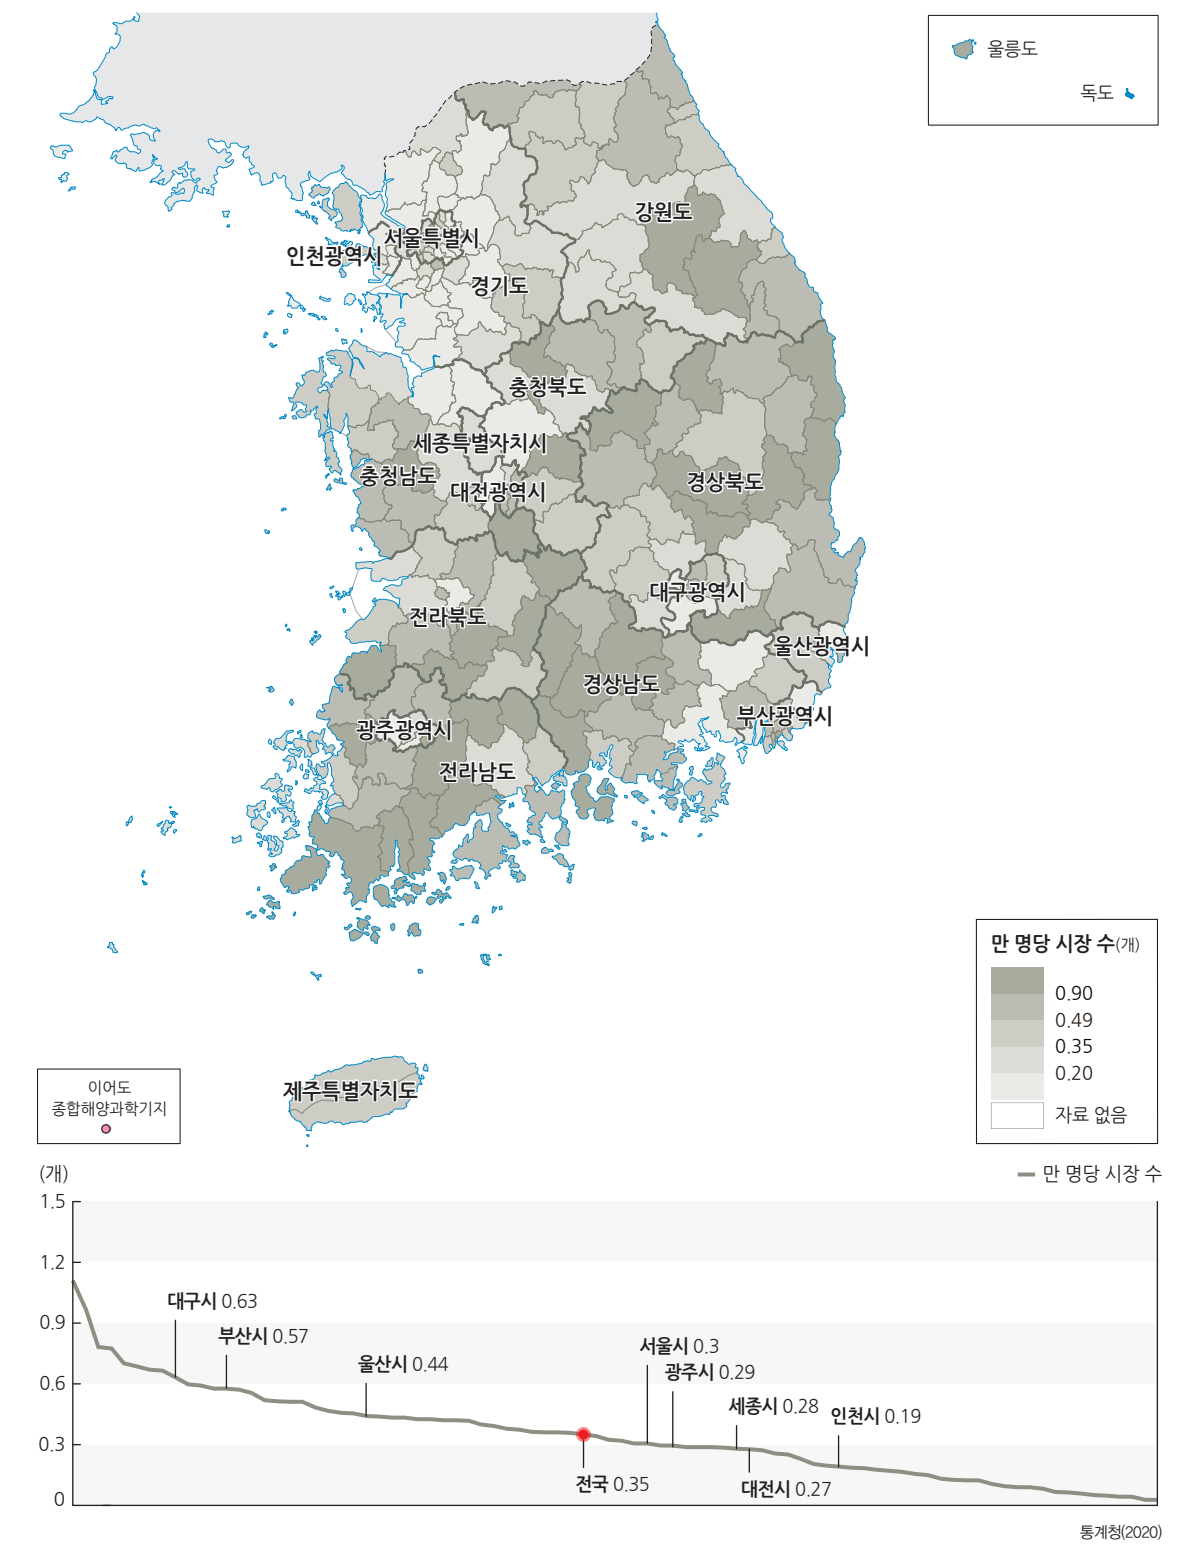 울릉도
독도
강원도
서울특별시
인천광역시
경기도
충청북도
세종특별자치시
충청남도
경상북도
대전광역시
대구광역시
전라북도
울산광역시
경상남도
부산광역시
광주광역시
전라남도
제주특별자치도
만 명당 시장 수(개)
0.90
0.49
0.35
0.20
자료 없음
이어도
종합해양과학기지
(개)
만 명당 시장 수
1.5
1.2
0.9
0.6
0.3
0
대구시 0.63
부산시 0.57
울산시 0.44
전국 0.35
서울시 0.3
광주시 0.29
세종시 0.28
대전시 0.27
인천시 0.19
통계청(2020)